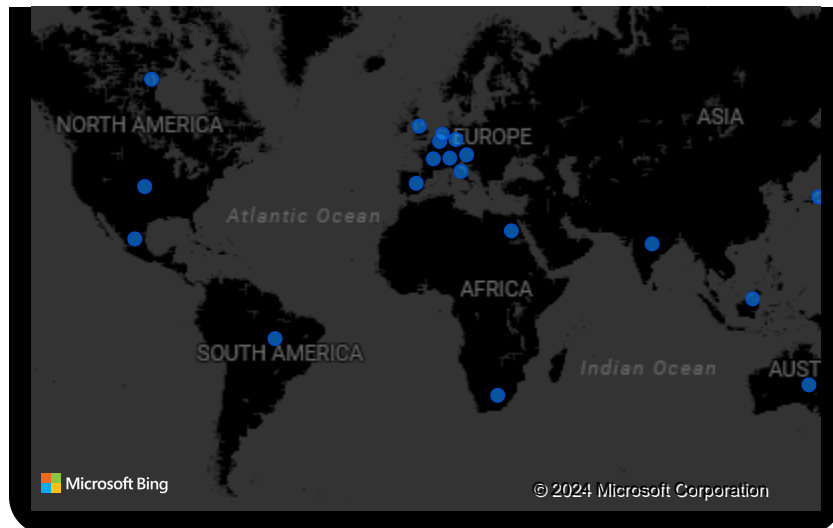 ASIA
NORTH AMERICA
EUROPE
Atlantic Ocean
AFRICA
SOUTH AMERICA
Indian Ocean
AUST
Microsoft Bing
© 2024 Microsoft Corporation